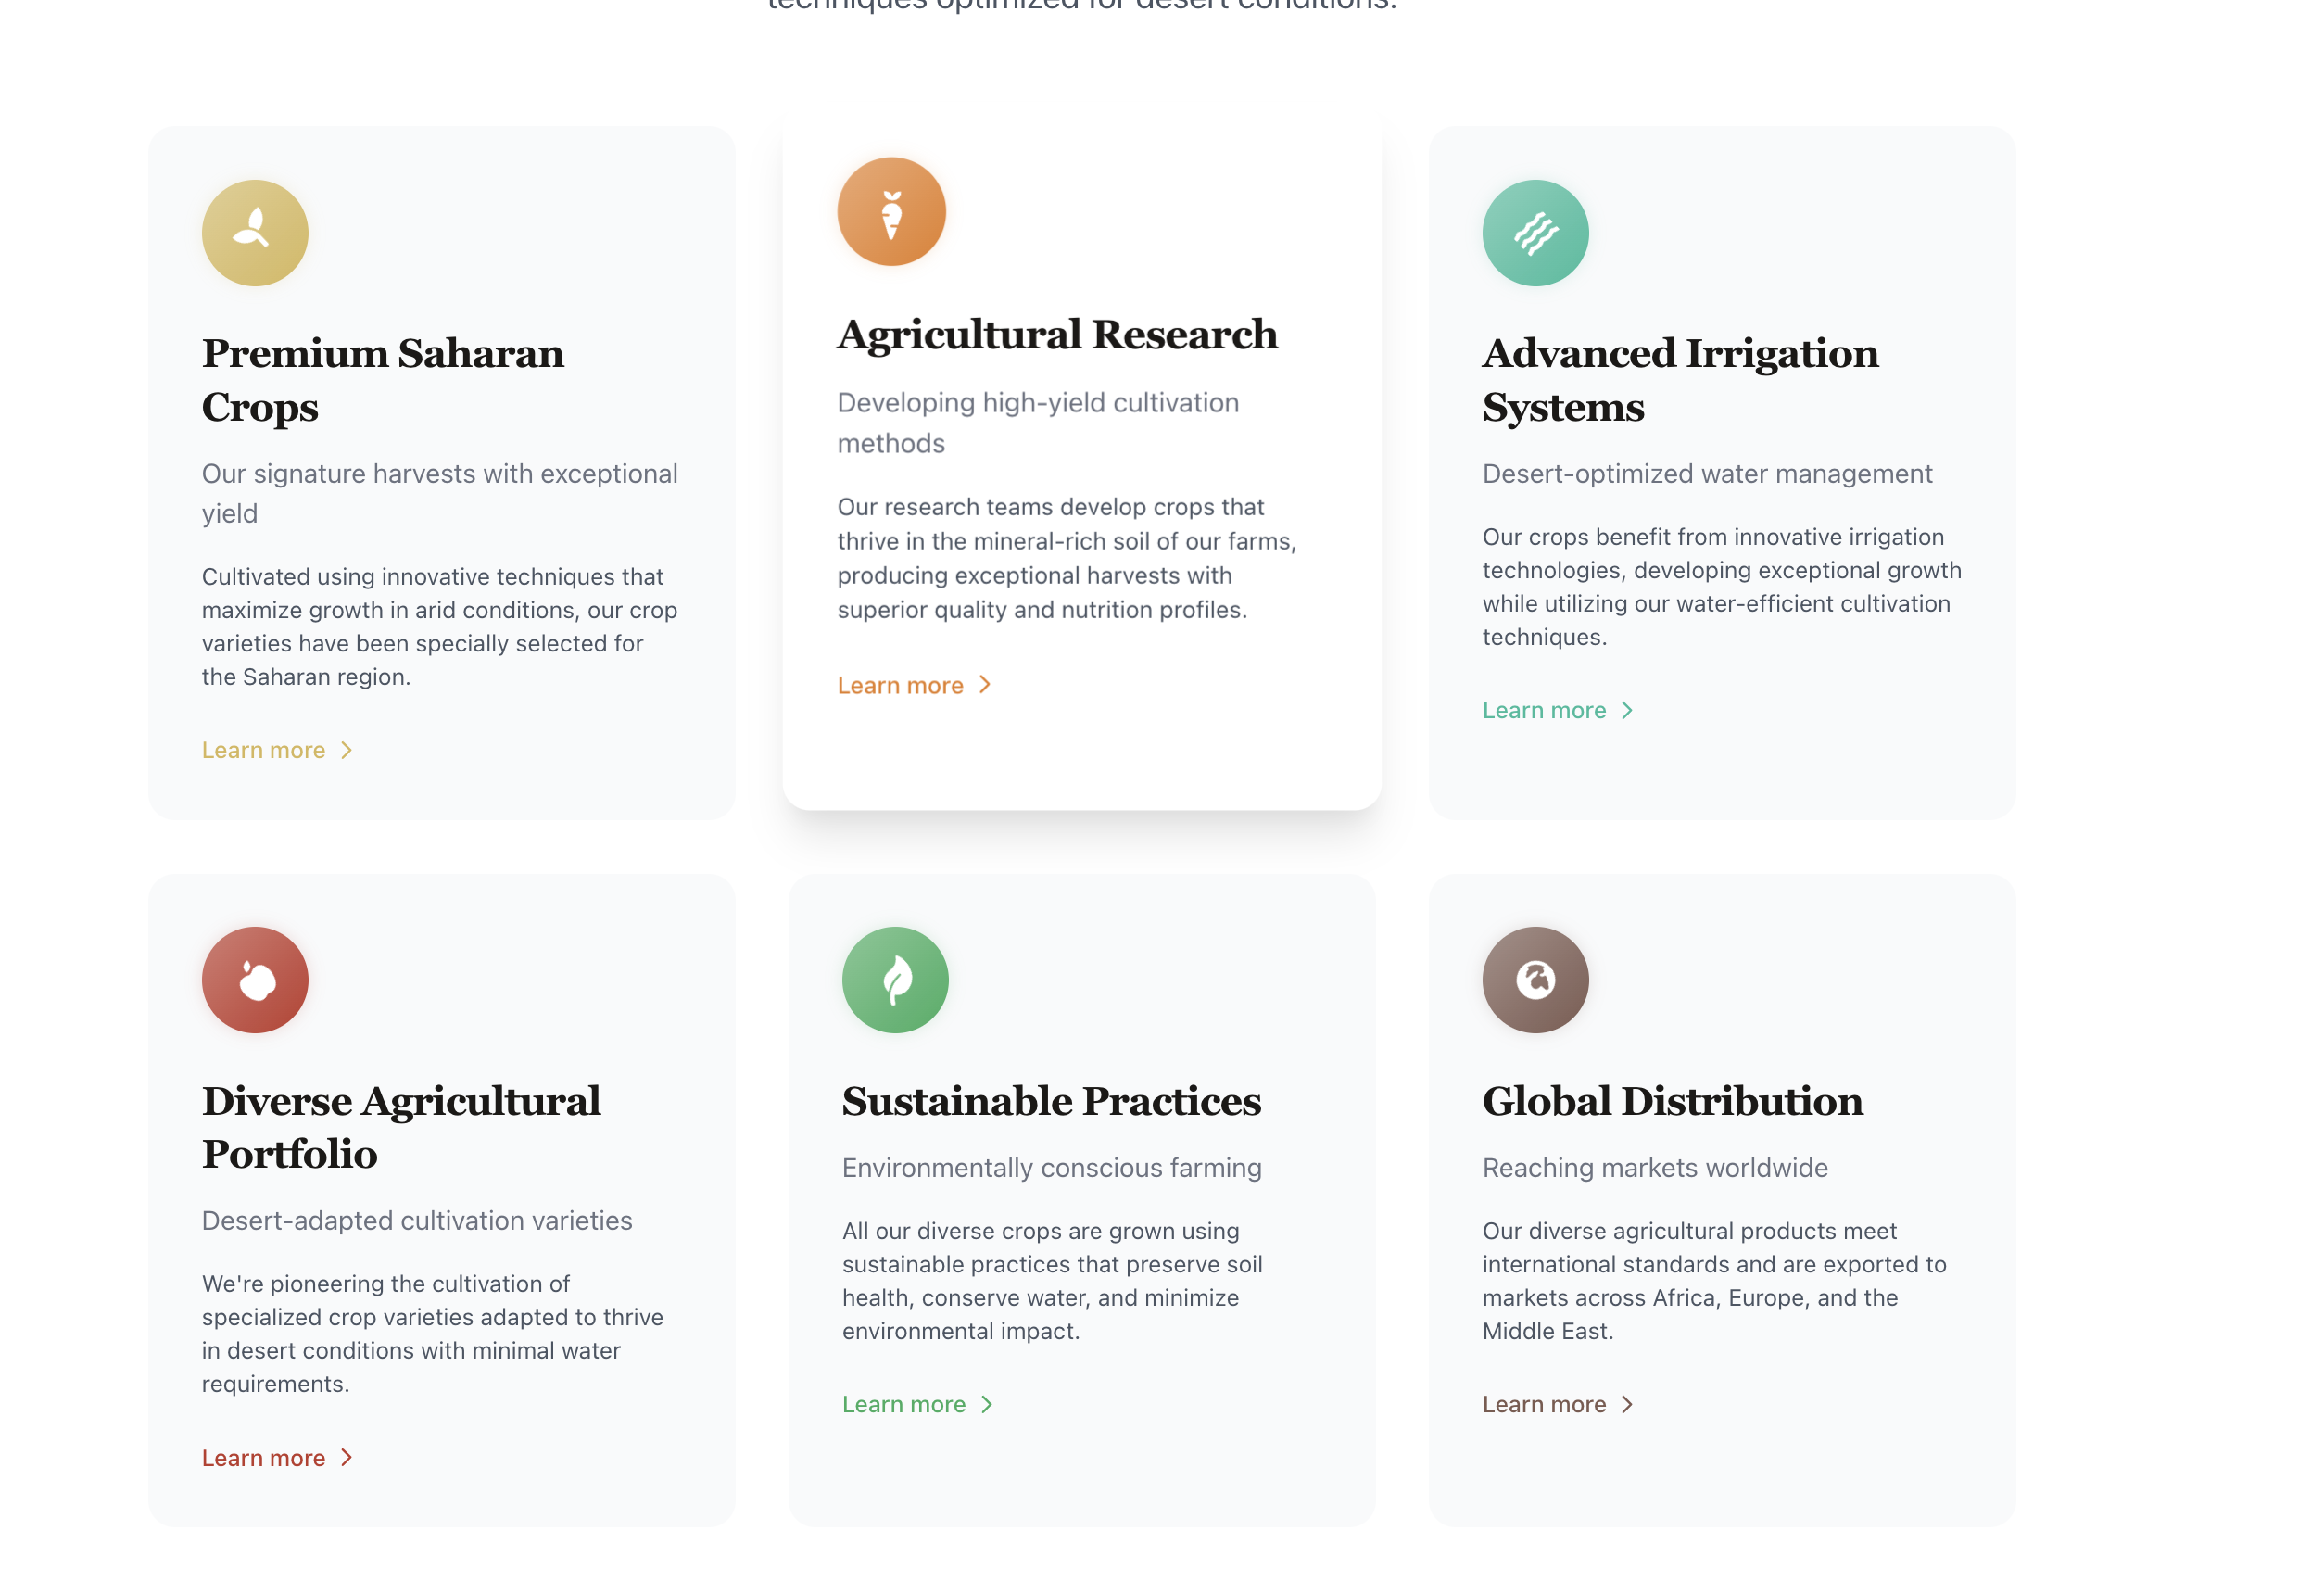 techniques optimized for desert conditions.
Premium Saharan
Crops
Our signature harvests with exceptional
yield
Cultivated using innovative techniques that
maximize growth in arid conditions, our crop
varieties have been specially selected for
the Saharan region.
Learn more
Agricultural Research
Developing high-yield cultivation
methods
Our research teams develop crops that
thrive in the mineral-rich soil of our farms,
producing exceptional harvests with
superior quality and nutrition profiles.
Learn more
Advanced Irrigation
Systems
Desert-optimized water management
Our crops benefit from innovative irrigation
technologies, developing exceptional growth
while utilizing our water-efficient cultivation
techniques.
Learn more
Diverse Agricultural
Portfolio
Desert-adapted cultivation varieties
We're pioneering the cultivation of
specialized crop varieties adapted to thrive
in desert conditions with minimal water
requirements.
Learn more
Sustainable Practices
Environmentally conscious farming
All our diverse crops are grown using
sustainable practices that preserve soil
health, conserve water, and minimize
environmental impact.
Learn more
Global Distribution
Reaching markets worldwide
Our diverse agricultural products meet
international standards and are exported to
markets across Africa, Europe, and the
Middle East.
Learn more